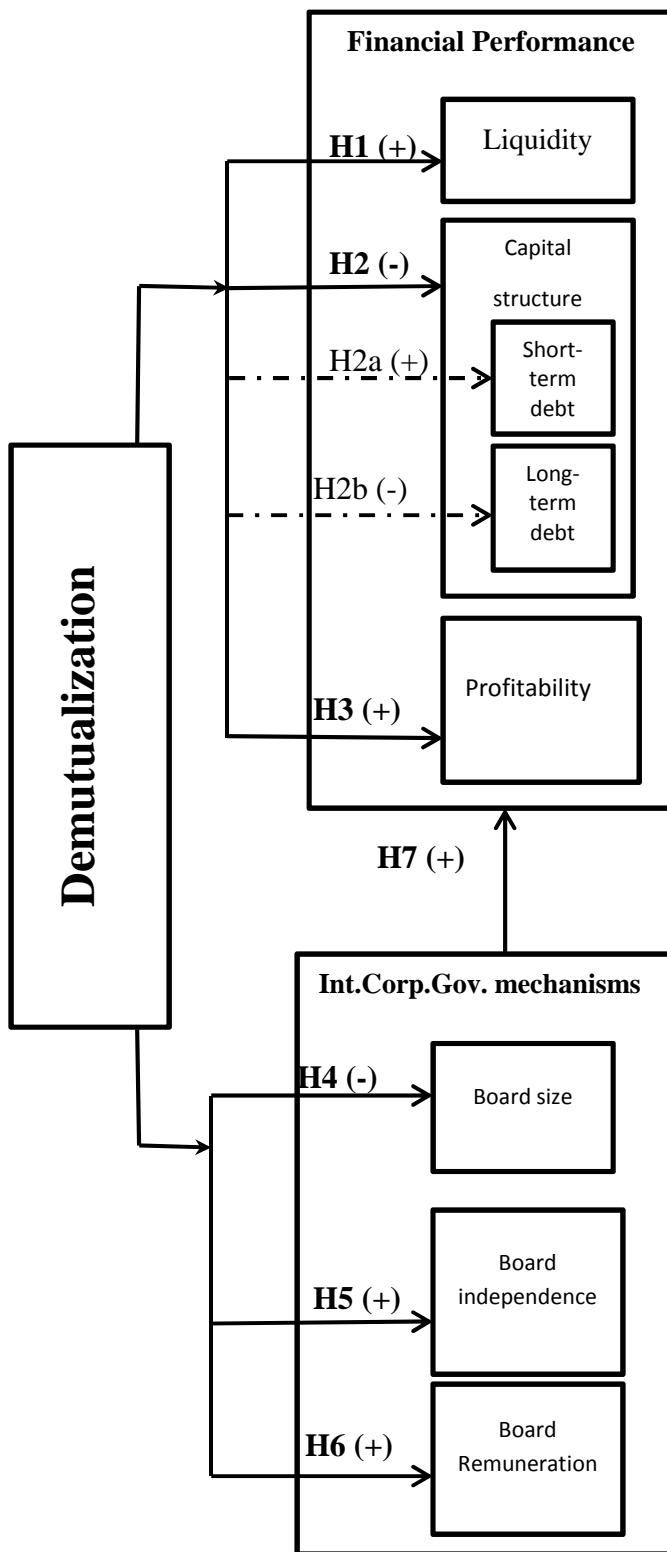 Financial Performance
H1 (+)
Liquidity
H2 (-)
Capital
structure
H2a (+)
Short-
term
debt
H2b (-)
Long-
term
debt
Demutualization
H3 (+)
Profitability
H7 (+)
Int.Corp.Gov. mechanisms
H4 (-)
Board size
H5 (+)
Board
independence
H6 (+)
Board
Remuneration